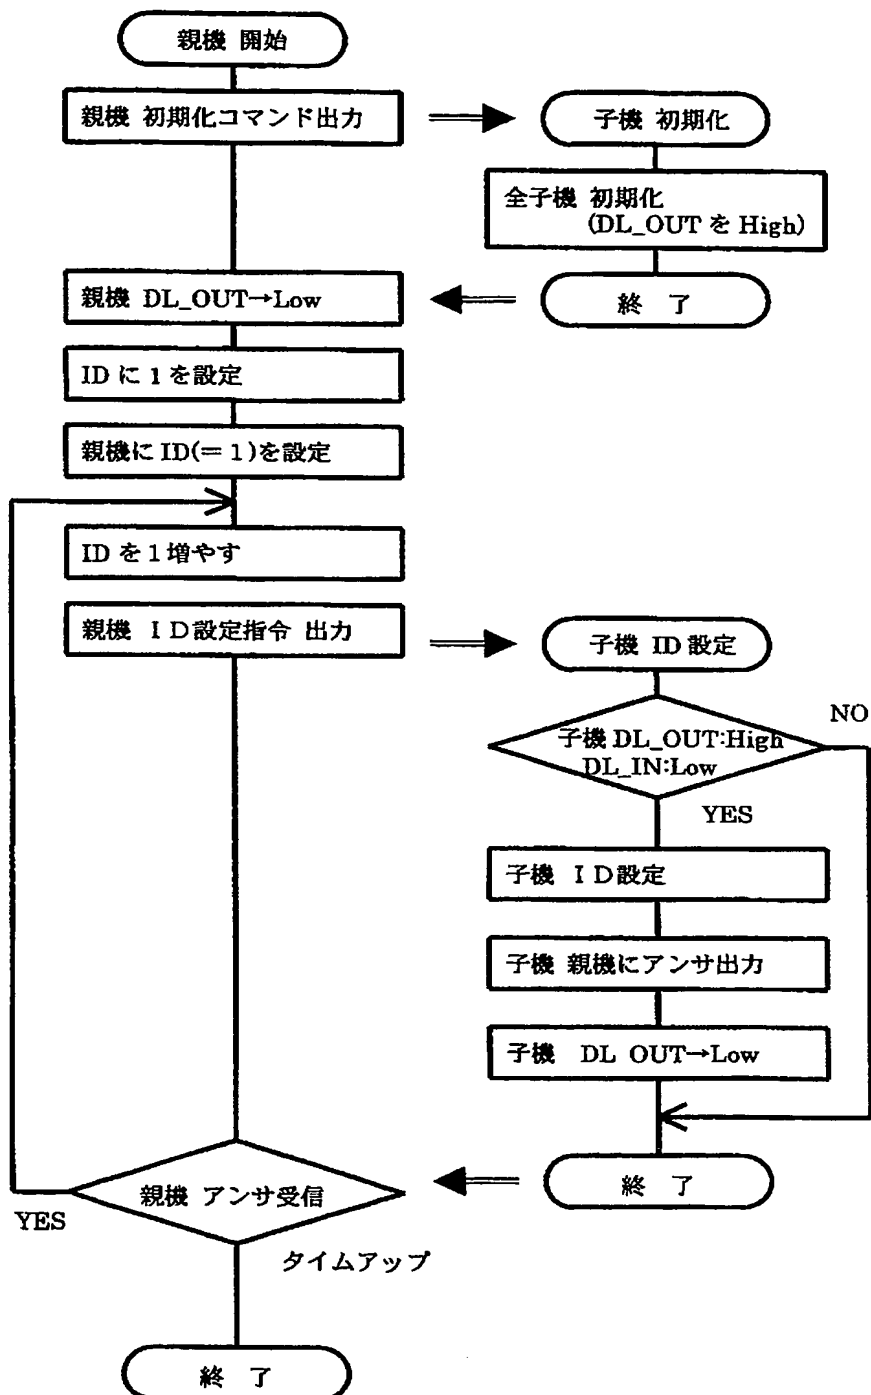 親機 開始
親機 初期化コマンド出力
子機 初期化
全子機 初期化
(DL_OUT を High)
親機 DL_OUT→Low
終 了
ID に 1 を設定
親機に ID(= 1)を設定
ID を 1 増やす
親機 ID設定指令 出力
子機 ID 設定
子機 DL_OUT:High
DL_IN:Low
NO
YES
子機 ID設定
子機 親機にアンサ出力
子機 DL OUT→Low
親機 アンサ受信
終 了
YES
タイムアップ
終 了